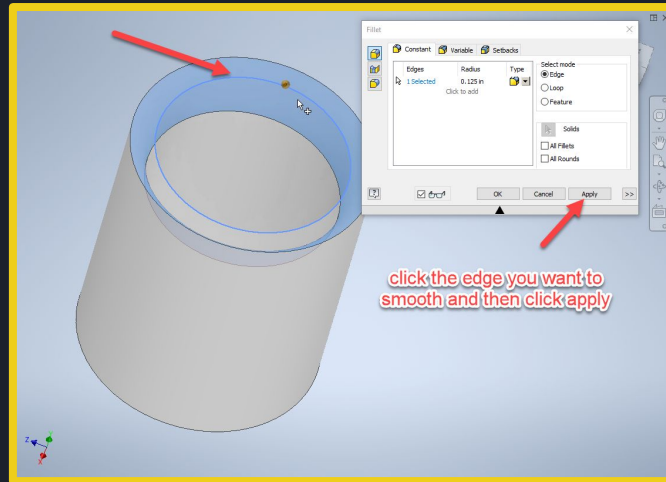 Fillet
Constant Variable Setbacks
Edges Radius Type
1 Selected 0.125 in
Click to add
Select mode
Edge
Loop
Feature
Solids
All Fillets
All Rounds
OK Cancel Apply >>
click the edge you want to
smooth and then click apply
Z
Y
X